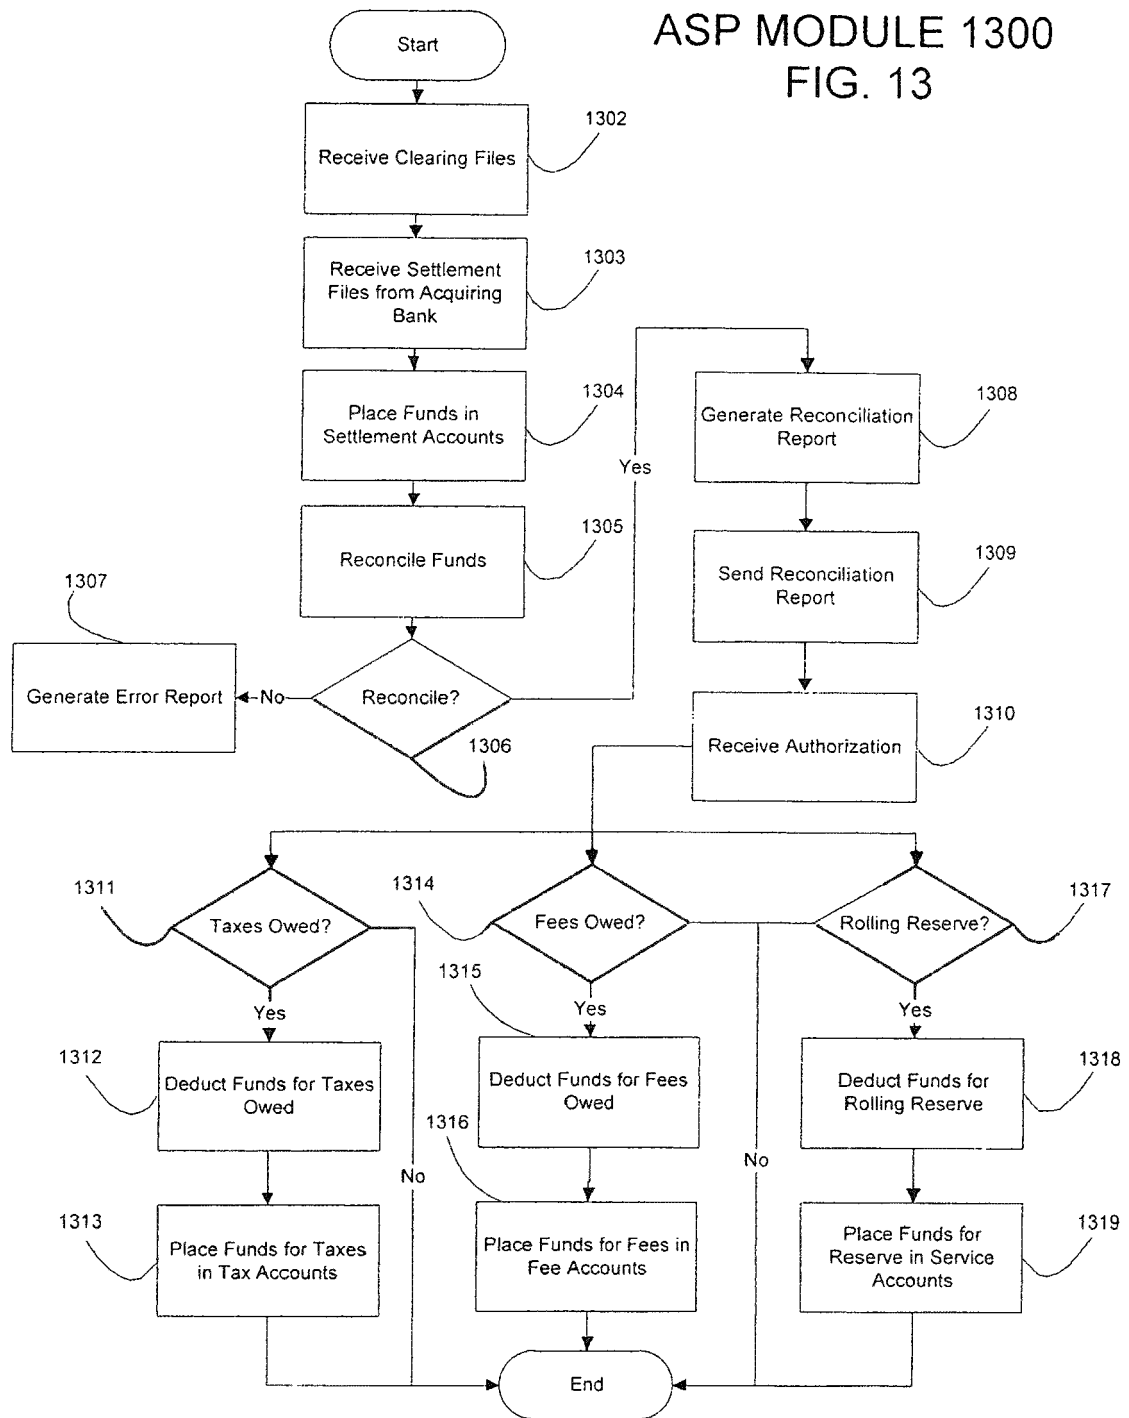 ASP MODULE 1300
FIG. 13
Start
1302
Receive Clearing Files
1303
Receive Settlement
Files from Acquiring
Bank
1304
Place Funds in
Settlement Accounts
1305
Reconcile Funds
1307
Generate Error Report
No
Reconcile?
1306
Yes
1308
Generate Reconciliation
Report
1309
Send Reconciliation
Report
1310
Receive Authorization
1311
Taxes Owed?
1314
Fees Owed?
1317
Rolling Reserve?
Yes
1315
Yes
Yes
1312
Deduct Funds for Taxes
Owed
Deduct Funds for Fees
Owed
1318
Deduct Funds for
Rolling Reserve
No
1316
No
1313
Place Funds for Taxes
in Tax Accounts
Place Funds for Fees in
Fee Accounts
1319
Place Funds for
Reserve in Service
Accounts
End